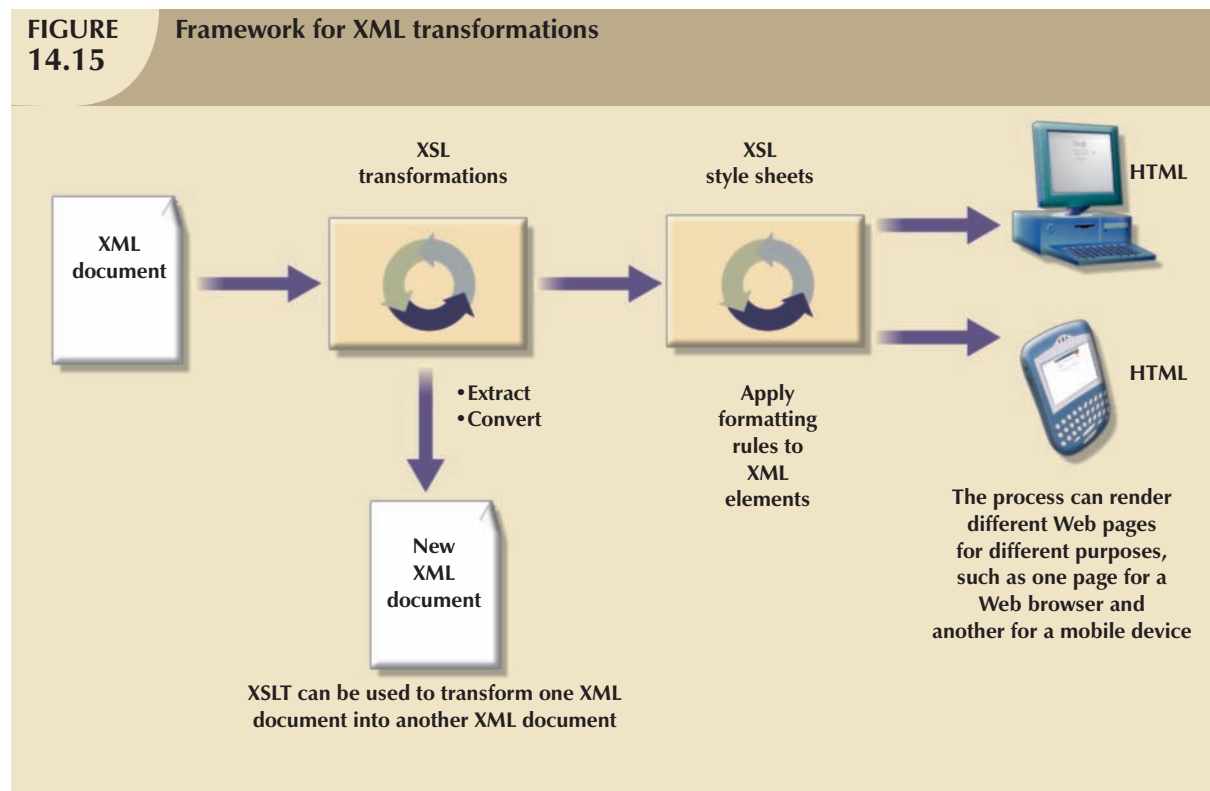 FIGURE
14.15
Framework for XML transformations
XML
document
XSL
transformations
•Extract
•Convert
New
XML
document
XSLT can be used to transform one XML
document into another XML document
XSL
style sheets
Apply
formatting
rules to
XML
elements
HTML
HTML
The process can render
different Web pages
for different purposes,
such as one page for a
Web browser and
another for a mobile device